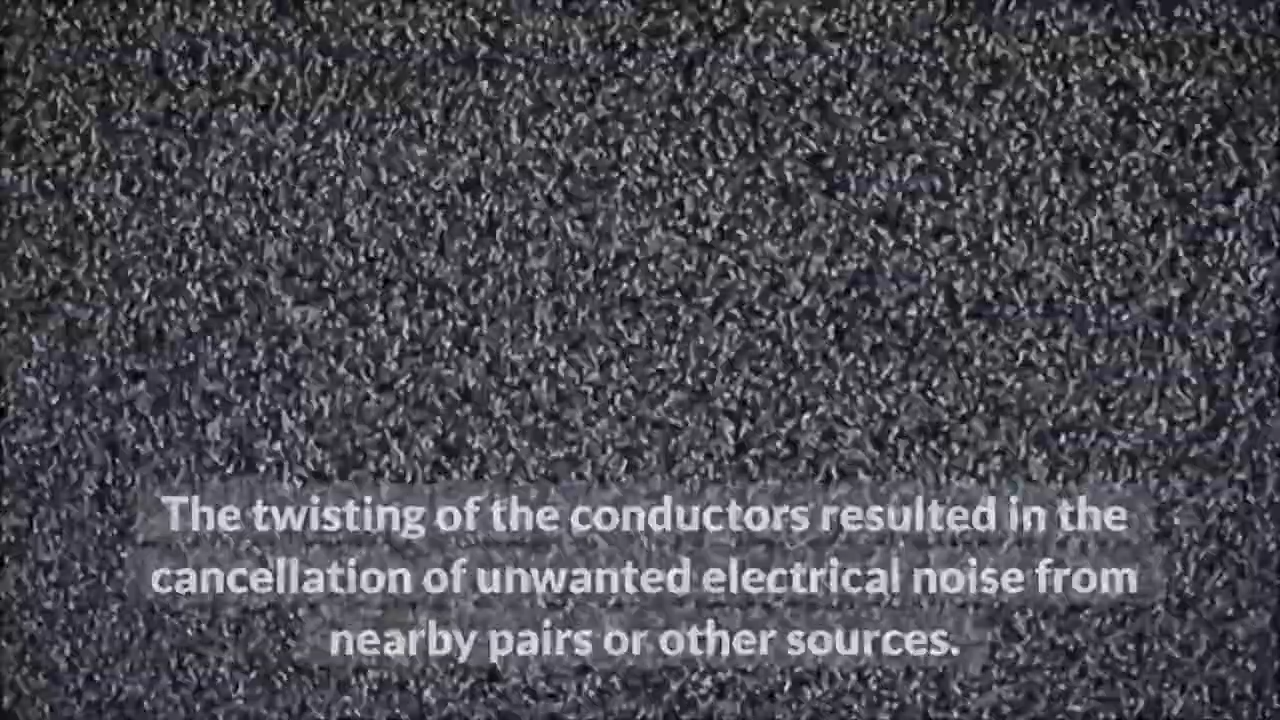 The twisting of the conductors resulted in the
cancellation of unwanted electrical noise from
nearby pairs or other sources.